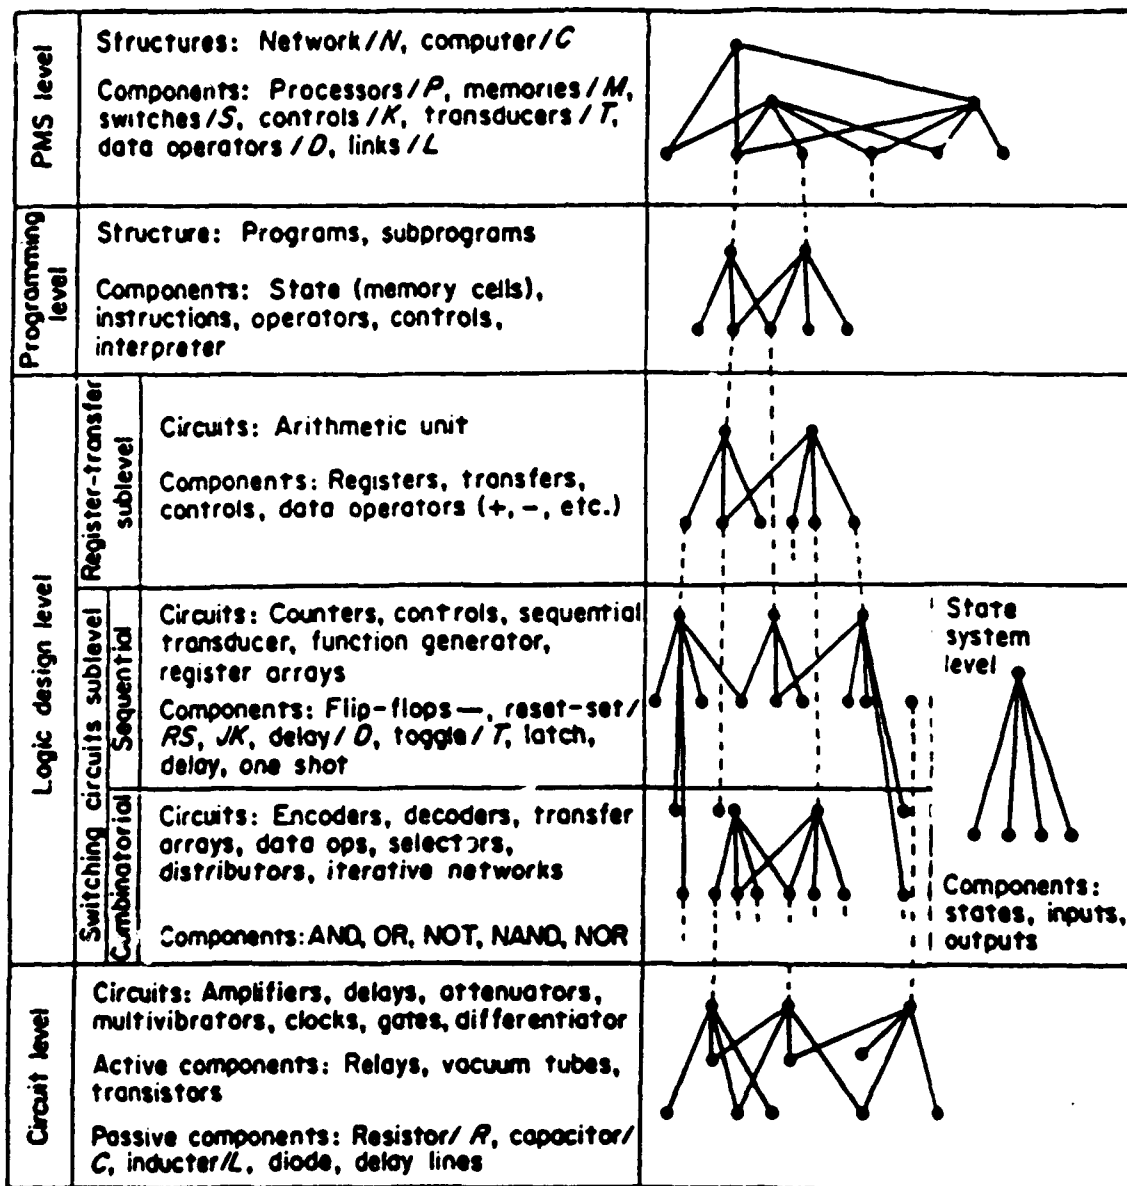 PMS level
Structures: Network/N, computer/C
Components: Processors/P, memories/M,
switches/S, controls/K, transducers/T,
data operators/D, links/L
Programming
level
Structure: Programs, subprograms
Components: State (memory cells),
instructions, operators, controls,
interpreter
Logic design level
Register-transfer
sublevel
Circuits: Arithmetic unit
Components: Registers, transfers,
controls, data operators (+, -, etc.)
Switching circuits sublevel
Sequential
Circuits: Counters, controls, sequential
transducer, function generator,
register arrays
Components: Flip-flops—, reset-set/
RS, JK, delay/D, toggle/T, latch,
delay, one shot
State
system
level
Components:
states, inputs,
outputs
Combinatorial
Circuits: Encoders, decoders, transfer
arrays, data ops, selectors,
distributors, iterative networks
Components: AND, OR, NOT, NAND, NOR
Circuit level
Circuits: Amplifiers, delays, attenuators,
multivibrators, clocks, gates, differentiator
Active components: Relays, vacuum tubes,
transistors
Passive components: Resistor/R, capacitor/
C, inducter/L, diode, delay lines